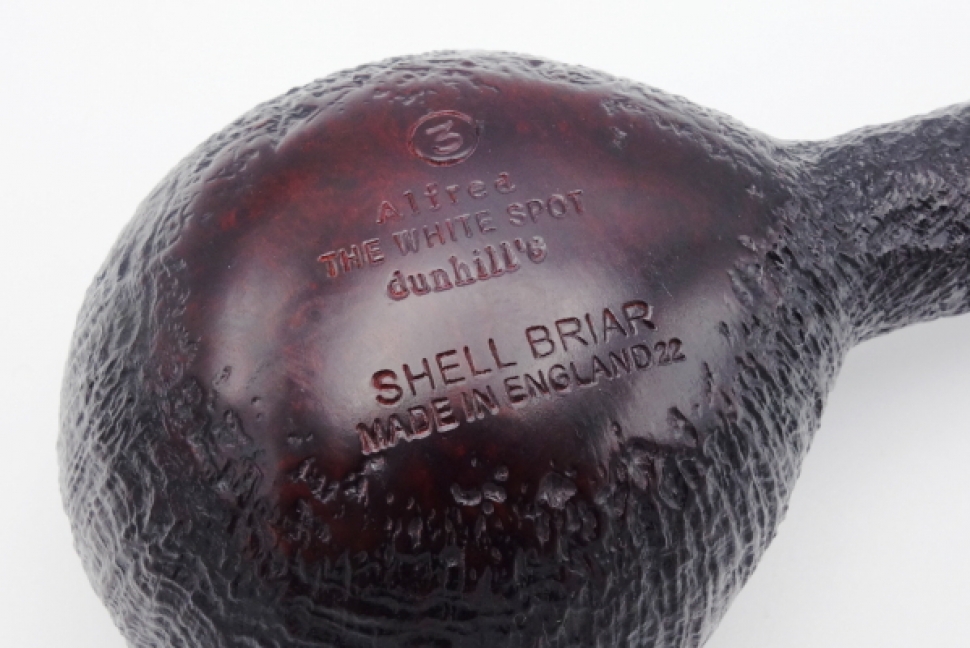 3
Alfred
THE WHITE SPOT
dunhill's
SHELL BRIAR
MADE IN ENGLAND22